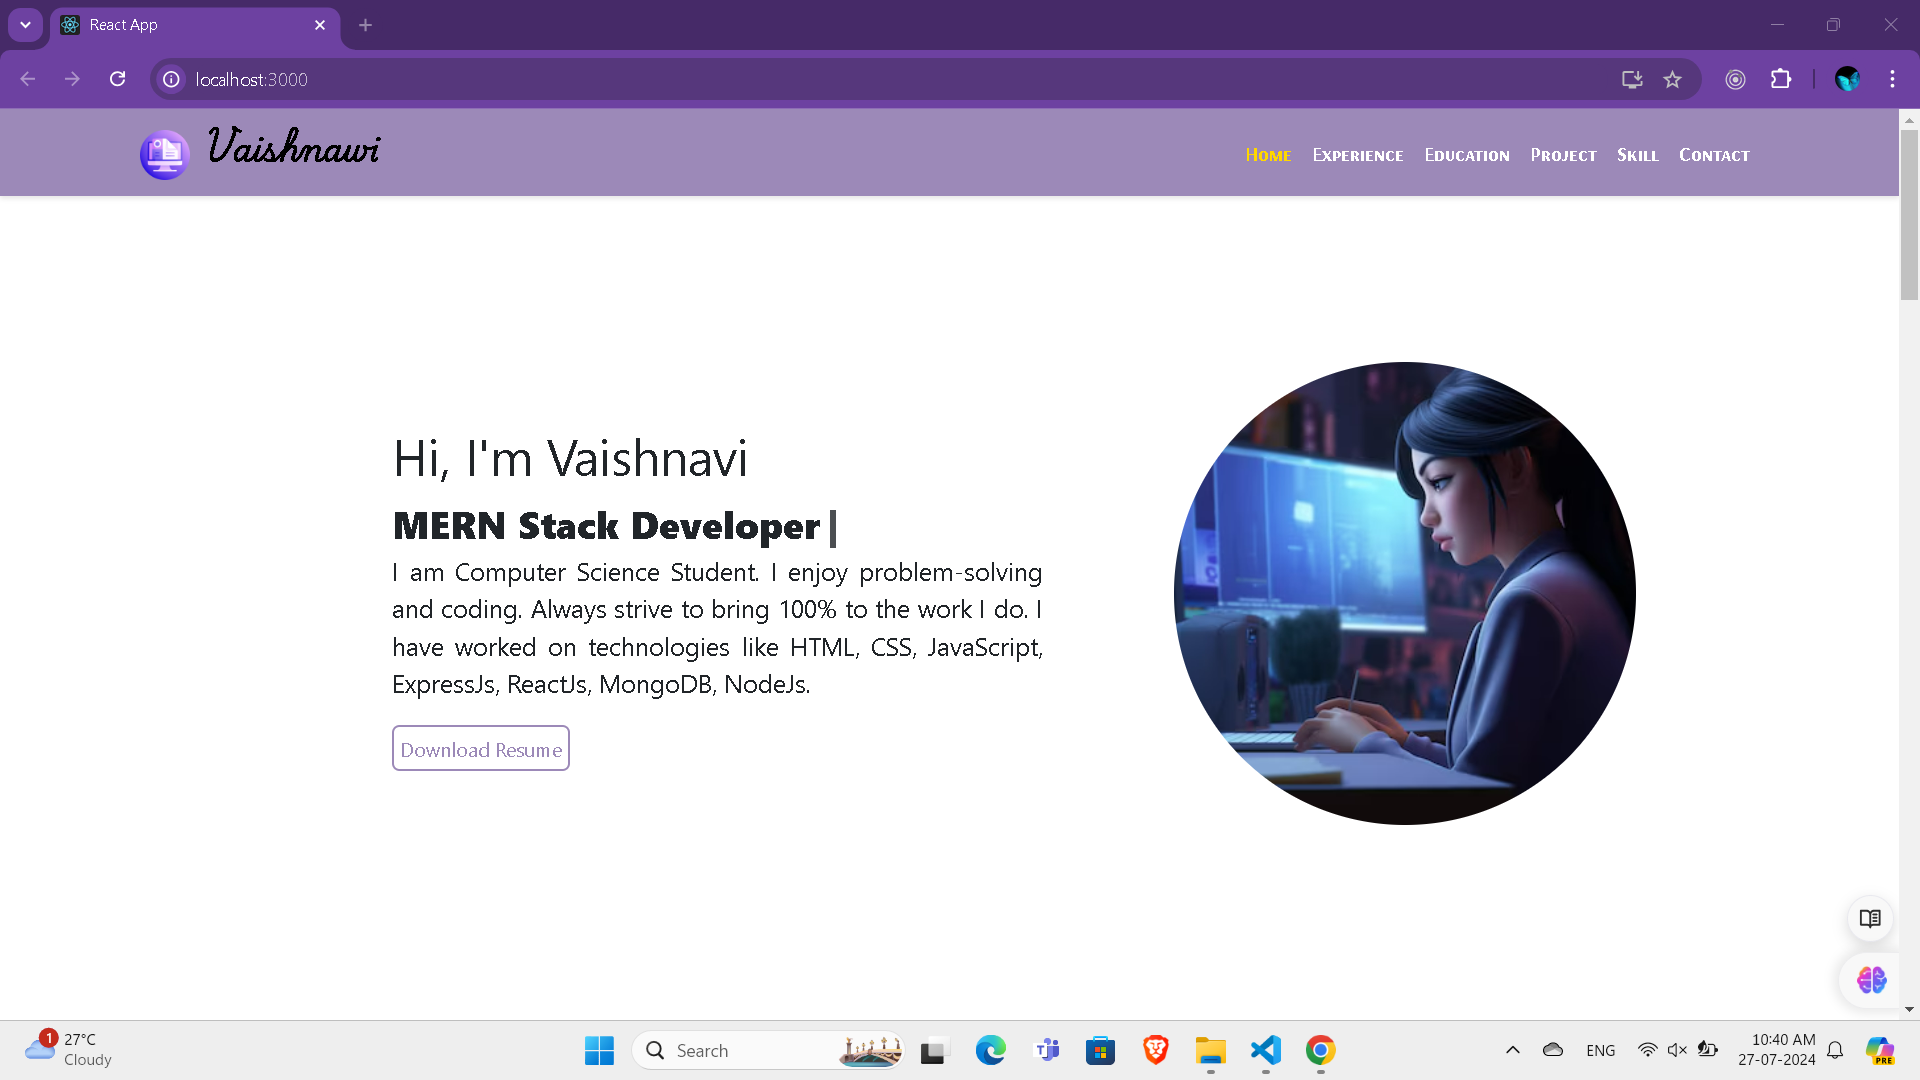 React App
localhost:3000
Vaishnawi
Home Experience Education Project Skill Contact
Hi, I'm Vaishnavi
MERN Stack Developer|
I am Computer Science Student. I enjoy problem-solving
and coding. Always strive to bring 100% to the work I do. I
have worked on technologies like HTML, CSS, JavaScript,
ExpressJs, ReactJs, MongoDB, NodeJs.
Download Resume
1
27°C
Cloudy
Search
ENG
10:40 AM
27-07-2024
PRE